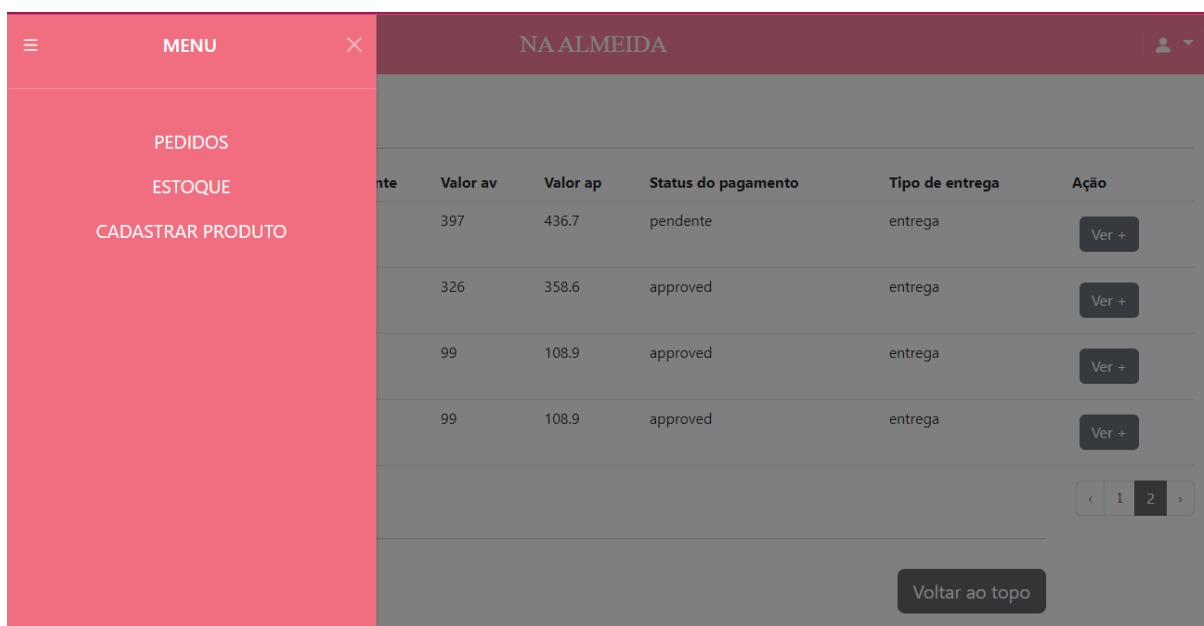 MENU
NA ALMEIDA
PEDIDOS
ESTOQUE
CADASTRAR PRODUTO
nte Valor av Valor ap Status do pagamento Tipo de entrega Ação
397 436.7 pendente entrega Ver +
326 358.6 approved entrega Ver +
99 108.9 approved entrega Ver +
99 108.9 approved entrega Ver +
‹ 1 2 ›
Voltar ao topo